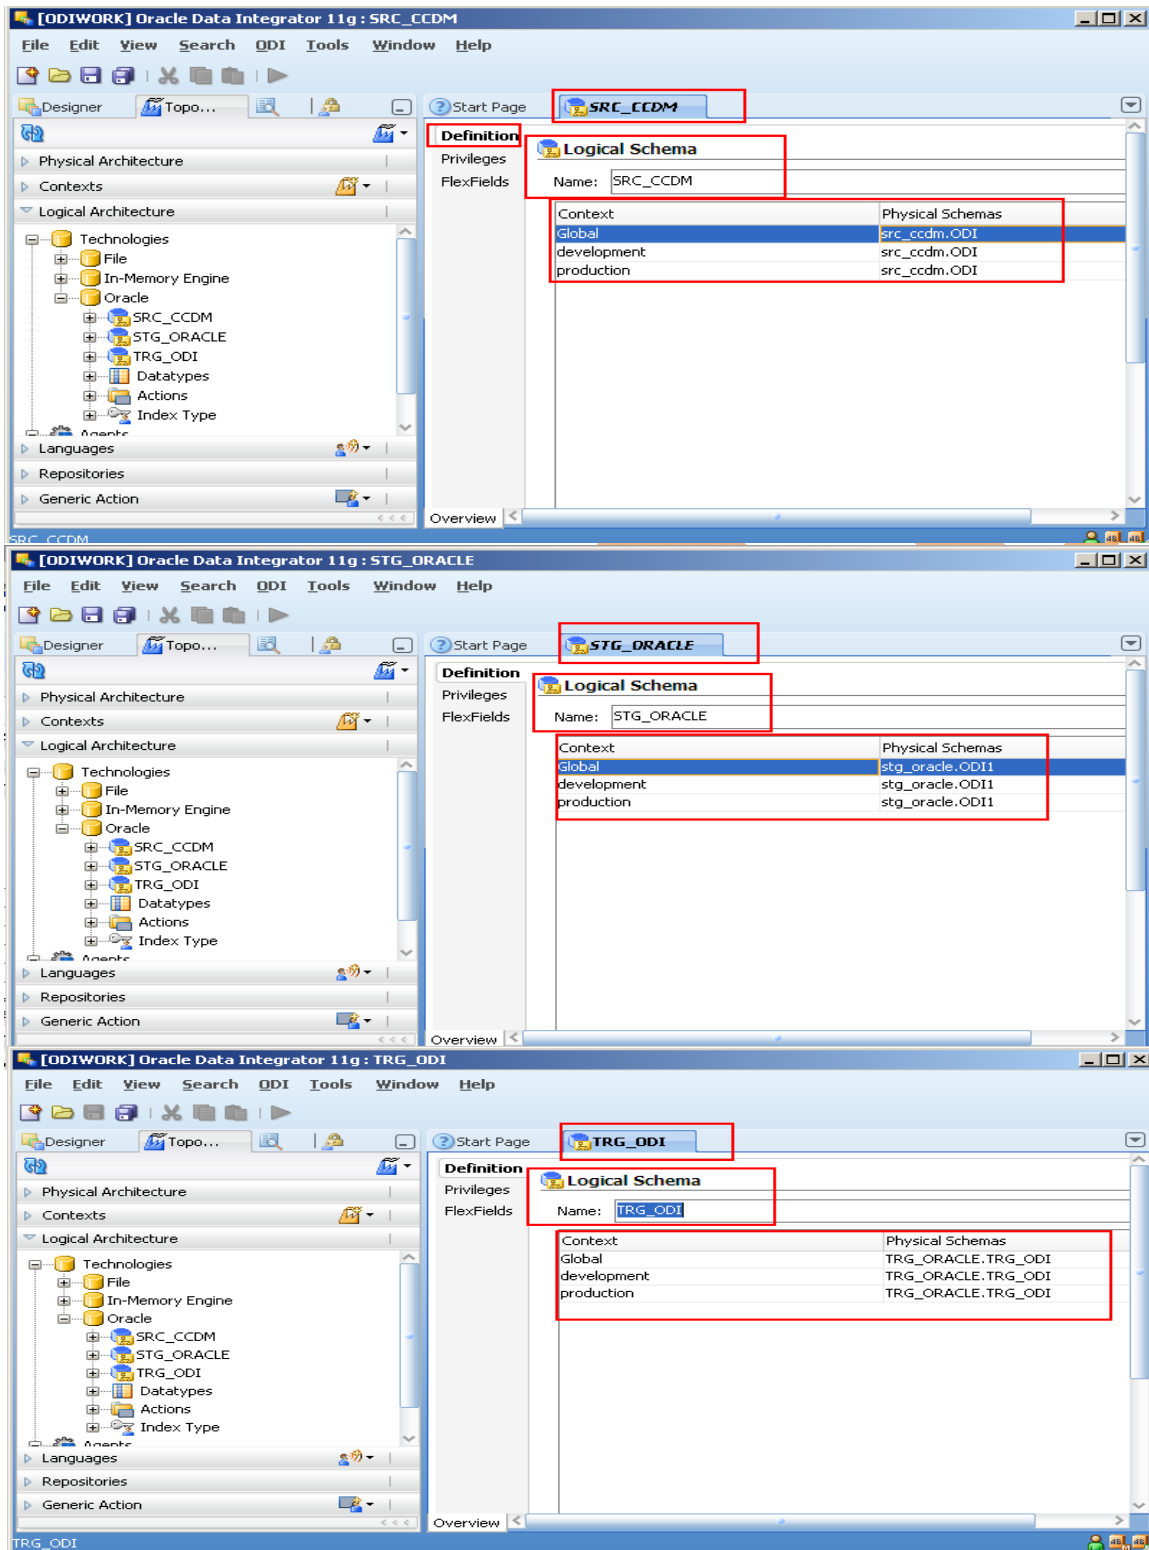 [ODIWORK] Oracle Data Integrator 11g : SRC_CCDM
File Edit View Search ODI Tools Window Help
Designer Topo... Start Page SRC_CCDM
Definition
Logical Schema
Physical Architecture
Privileges
Contexts
FlexFields
Name: SRC_CCDM
Logical Architecture
Context Physical Schemas
Technologies
Global src_ccdm.ODI
File
development src_ccdm.ODI
In-Memory Engine
production src_ccdm.ODI
Oracle
SRC_CCDM
STG_ORACLE
TRG_ODI
Datatypes
Actions
Index Type
Agents
Languages
Repositories
Generic Action
Overview
SRC_CCDM
[ODIWORK] Oracle Data Integrator 11g : STG_ORACLE
File Edit View Search ODI Tools Window Help
Designer Topo... Start Page STG_ORACLE
Definition
Logical Schema
Physical Architecture
Privileges
Contexts
FlexFields
Name: STG_ORACLE
Logical Architecture
Context Physical Schemas
Technologies
Global stg_oracle.ODI1
File
development stg_oracle.ODI1
In-Memory Engine
production stg_oracle.ODI1
Oracle
SRC_CCDM
STG_ORACLE
TRG_ODI
Datatypes
Actions
Index Type
Agents
Languages
Repositories
Generic Action
Overview
[ODIWORK] Oracle Data Integrator 11g : TRG_ODI
File Edit View Search ODI Tools Window Help
Designer Topo... Start Page TRG_ODI
Definition
Logical Schema
Physical Architecture
Privileges
Contexts
FlexFields
Name: TRG_ODI
Logical Architecture
Context Physical Schemas
Technologies
Global TRG_ORACLE.TRG_ODI
File
development TRG_ORACLE.TRG_ODI
In-Memory Engine
production TRG_ORACLE.TRG_ODI
Oracle
SRC_CCDM
STG_ORACLE
TRG_ODI
Datatypes
Actions
Index Type
Agents
Languages
Repositories
Generic Action
Overview
TRG_ODI